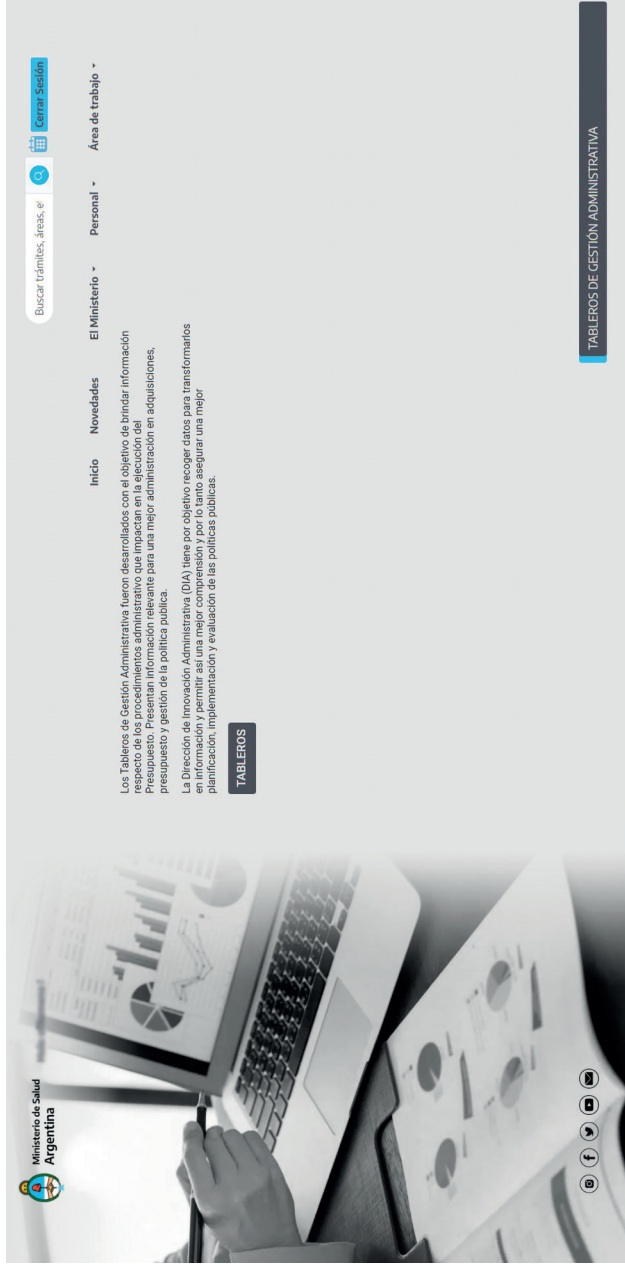 Ministerio de Salud
Argentina
Buscar trámites, áreas, e
Cerrar Sesión
Inicio
Novedades
El Ministerio
Personal
Área de trabajo
Los Tableros de Gestión Administrativa fueron desarrollados con el objetivo de brindar información
respecto de los procedimientos administrativo que impactan en la ejecución del
Presupuesto. Presentan información relevante para una mejor administración en adquisiciones,
presupuesto y gestión de la política publica.
La Dirección de Innovación Administrativa (DIA) tiene por objetivo recoger datos para transformarlos
en información y permitir así una mejor comprensión y por lo tanto asegurar una mejor
planificación, implementación y evaluación de las políticas públicas.
TABLEROS
TABLEROS DE GESTIÓN ADMINISTRATIVA